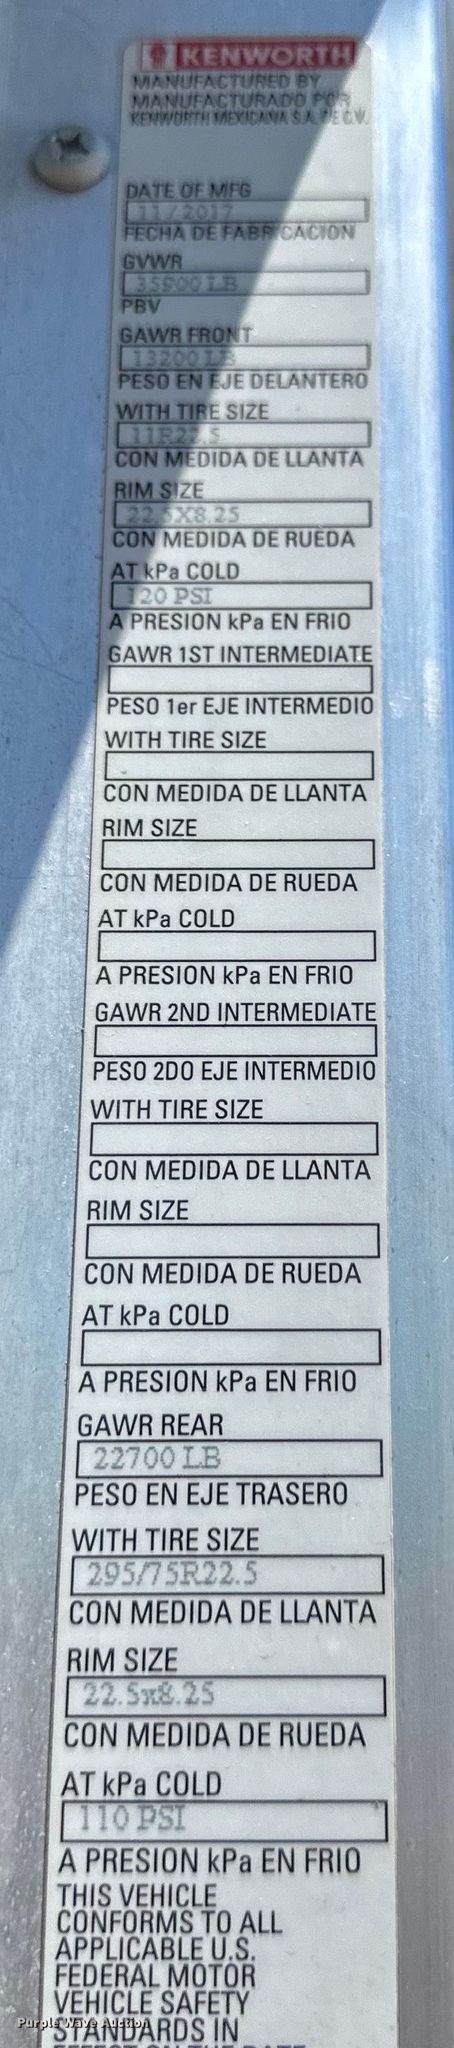 KENWORTH
MANUFACTURED BY
MANUFACTURADO POR
KENWORTH MEXICANA S.A. DE C.V.
DATE OF MFG
11/2017
FECHA DE FABRICACION
GVWR
35900 LB
PBV
GAWR FRONT
13200 LB
PESO EN EJE DELANTERO
WITH TIRE SIZE
11R22.5
CON MEDIDA DE LLANTA
RIM SIZE
22.5X8.25
CON MEDIDA DE RUEDA
AT kPa COLD
120 PSI
A PRESION kPa EN FRIO
GAWR 1ST INTERMEDIATE
PESO 1er EJE INTERMEDIO
WITH TIRE SIZE
CON MEDIDA DE LLANTA
RIM SIZE
CON MEDIDA DE RUEDA
AT kPa COLD
A PRESION kPa EN FRIO
GAWR 2ND INTERMEDIATE
PESO 2DO EJE INTERMEDIO
WITH TIRE SIZE
CON MEDIDA DE LLANTA
RIM SIZE
CON MEDIDA DE RUEDA
AT kPa COLD
A PRESION kPa EN FRIO
GAWR REAR
22700 LB
PESO EN EJE TRASERO
WITH TIRE SIZE
295/75R22.5
CON MEDIDA DE LLANTA
RIM SIZE
22.5x8.25
CON MEDIDA DE RUEDA
AT kPa COLD
110 PSI
A PRESION kPa EN FRIO
THIS VEHICLE
CONFORMS TO ALL
APPLICABLE U.S.
FEDERAL MOTOR
VEHICLE SAFETY
STANDARDS IN
EFFECT ON THE DATE
Purple Wave Auction